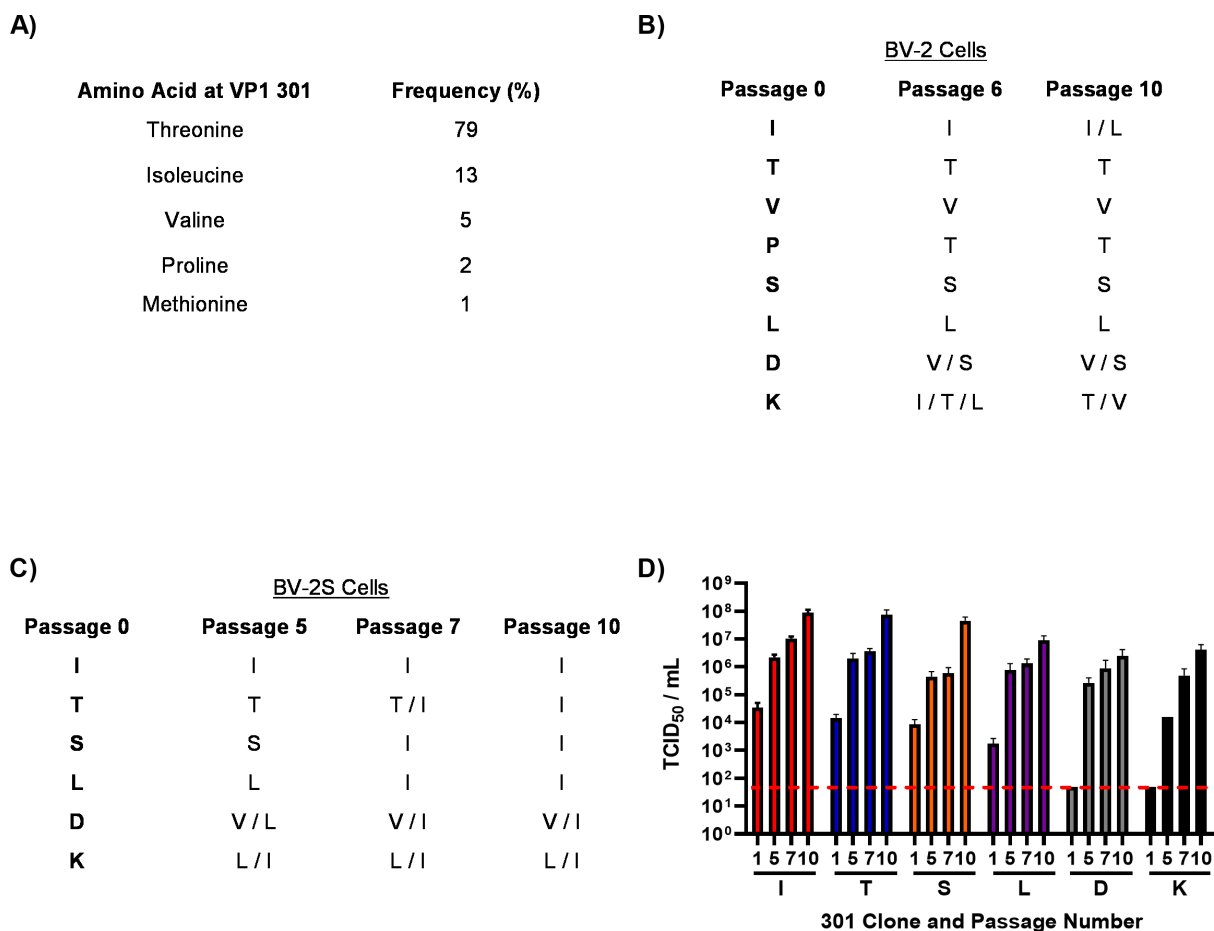 A)
Amino Acid at VP1 301 Frequency (%)
Threonine 79
Isoleucine 13
Valine 5
Proline 2
Methionine 1
B)
BV-2 Cells
Passage 0 Passage 6 Passage 10
I I I / L
T T T
V V V
P T T
S S S
L L L
D V / S V / S
K I / T / L T / V
C)
BV-2S Cells
Passage 0 Passage 5 Passage 7 Passage 10
I I I I
T T T / I I
S S I I
L L I I
D V / L V / I V / I
K L / I L / I L / I
D)
TCID50 / mL
10⁹
10⁸
10⁷
10⁶
10⁵
10⁴
10³
10²
10¹
10⁰
1 5 7 10 1 5 7 10 1 5 7 10 1 5 7 10 1 5 7 10 1 5 7 10
I T S L D K
301 Clone and Passage Number